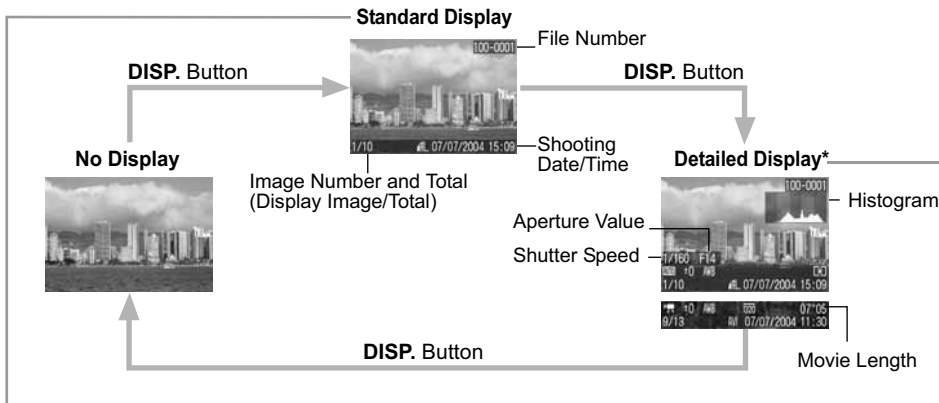 Standard Display
100-0001
File Number
DISP. Button
DISP. Button
1/10
L 07/07/2004 15:09
Shooting
Date/Time
No Display
Detailed Display*
Image Number and Total
(Display Image/Total)
100-0001
Histogram
Aperture Value
Shutter Speed
1/160 F14
±0 AWB
1/10
L 07/07/2004 15:09
±0 AWB
07"05
9/13
AVI 07/07/2004 11:30
DISP. Button
Movie Length